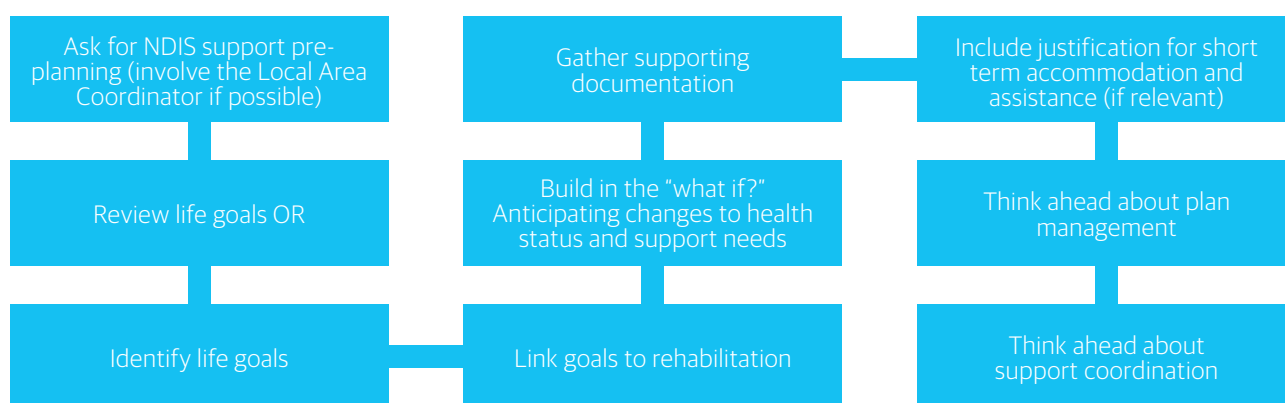 Ask for NDIS support pre-
planning (involve the Local Area
Coordinator if possible)
Review life goals OR
Identify life goals
Link goals to rehabilitation
Build in the "what if?"
Anticipating changes to health
status and support needs
Gather supporting
documentation
Include justification for short
term accommodation and
assistance (if relevant)
Think ahead about plan
management
Think ahead about
support coordination